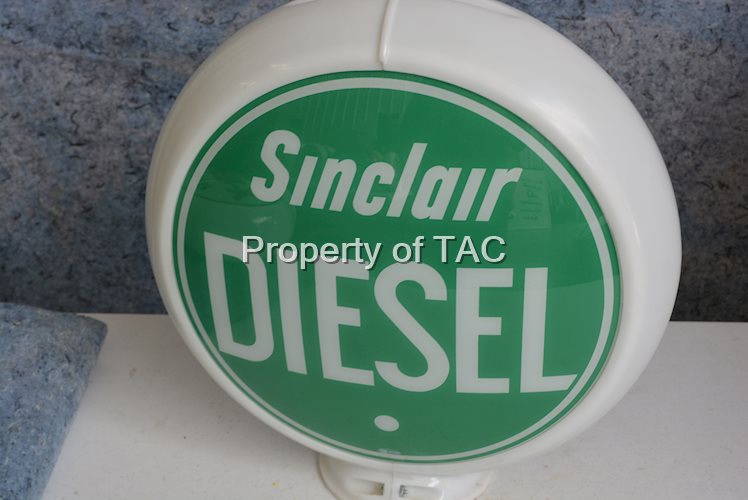 Sinclair
Property of TAC
DIESEL